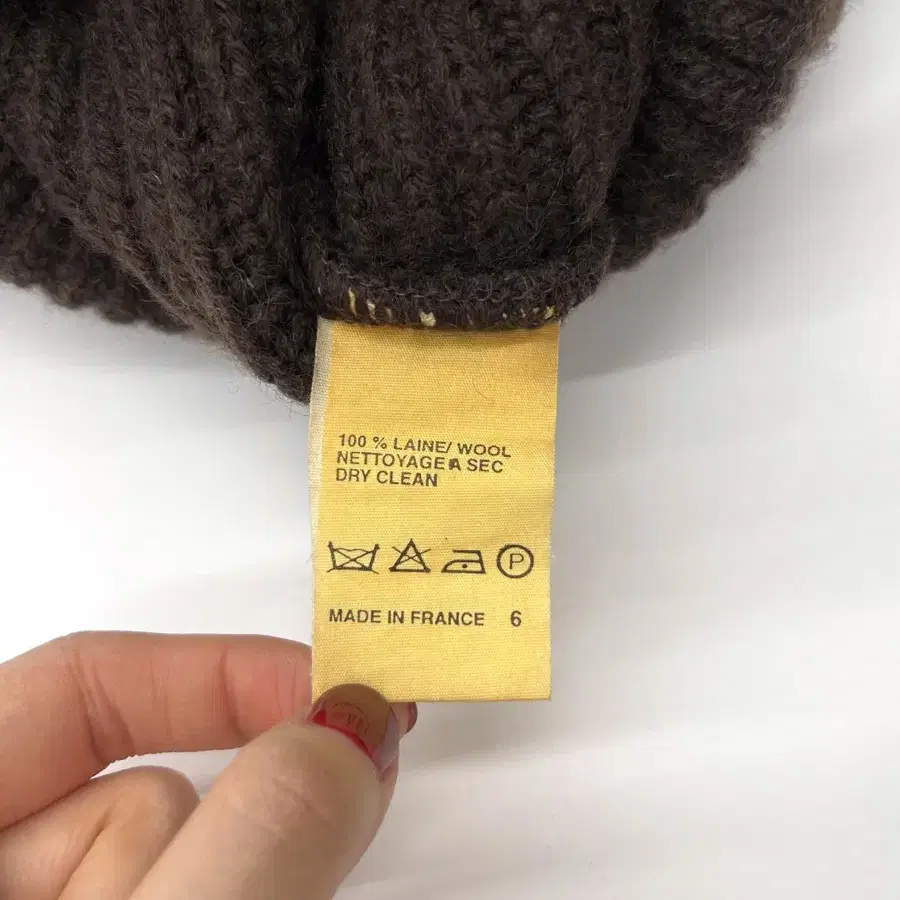 100 % LAINE/ WOOL
NETTOYAGE A SEC
DRY CLEAN
P
MADE IN FRANCE 6